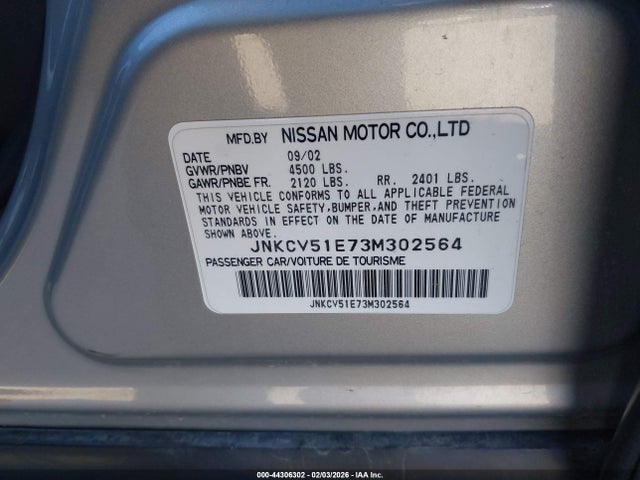 MFD.BY NISSAN MOTOR CO.,LTD
DATE 09/02
GVWR/PNBV 4500 LBS.
GAWR/PNBE FR. 2120 LBS. RR. 2401 LBS.
THIS VEHICLE CONFORMS TO ALL APPLICABLE FEDERAL
MOTOR VEHICLE SAFETY, BUMPER, AND THEFT PREVENTION
STANDARDS IN EFFECT ON THE DATE OF MANUFACTURE
SHOWN ABOVE.
JNKCV51E73M302564
PASSENGER CAR/VOITURE DE TOURISME
JNKCV51E73M302564
000-44306302 - 02/03/2026 - IAA Inc.